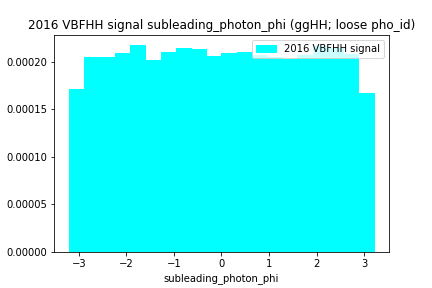 2016 VBFHH signal subleading_photon_phi (ggHH; loose pho_id)
2016 VBFHH signal
0.00020
0.00015
0.00010
0.00005
0.00000
−3 −2 −1 0 1 2 3
subleading_photon_phi